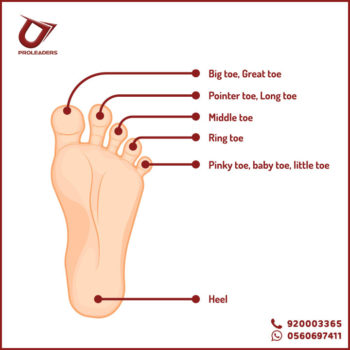 PROLEADERS
Big toe, Great toe
Pointer toe, Long toe
Middle toe
Ring toe
Pinky toe, baby toe, little toe
Heel
920003365
0560697411